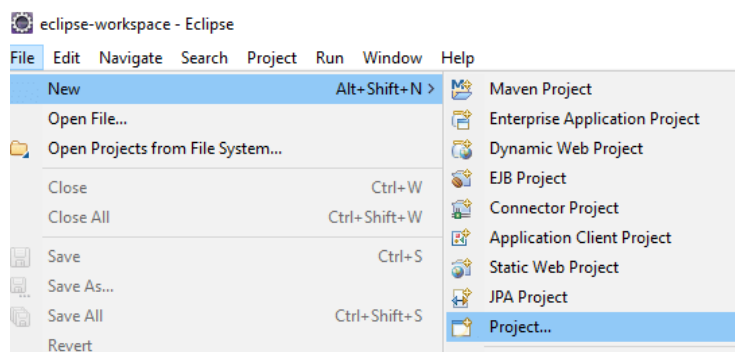 eclipse-workspace - Eclipse
File Edit Navigate Search Project Run Window Help
New Alt+Shift+N >
Open File...
Open Projects from File System...
Close Ctrl+W
Close All Ctrl+Shift+W
Save Ctrl+S
Save As...
Save All Ctrl+Shift+S
Revert
Maven Project
Enterprise Application Project
Dynamic Web Project
EJB Project
Connector Project
Application Client Project
Static Web Project
JPA Project
Project...